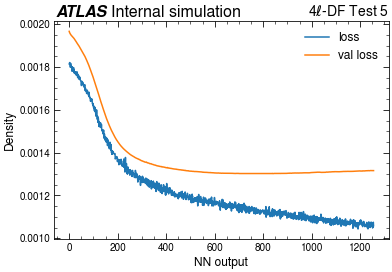 ATLAS Internal simulation 4ℓ-DF Test 5
loss
val loss
0.0020
0.0018
0.0016
0.0014
0.0012
0.0010
Density
0 200 400 600 800 1000 1200
NN output